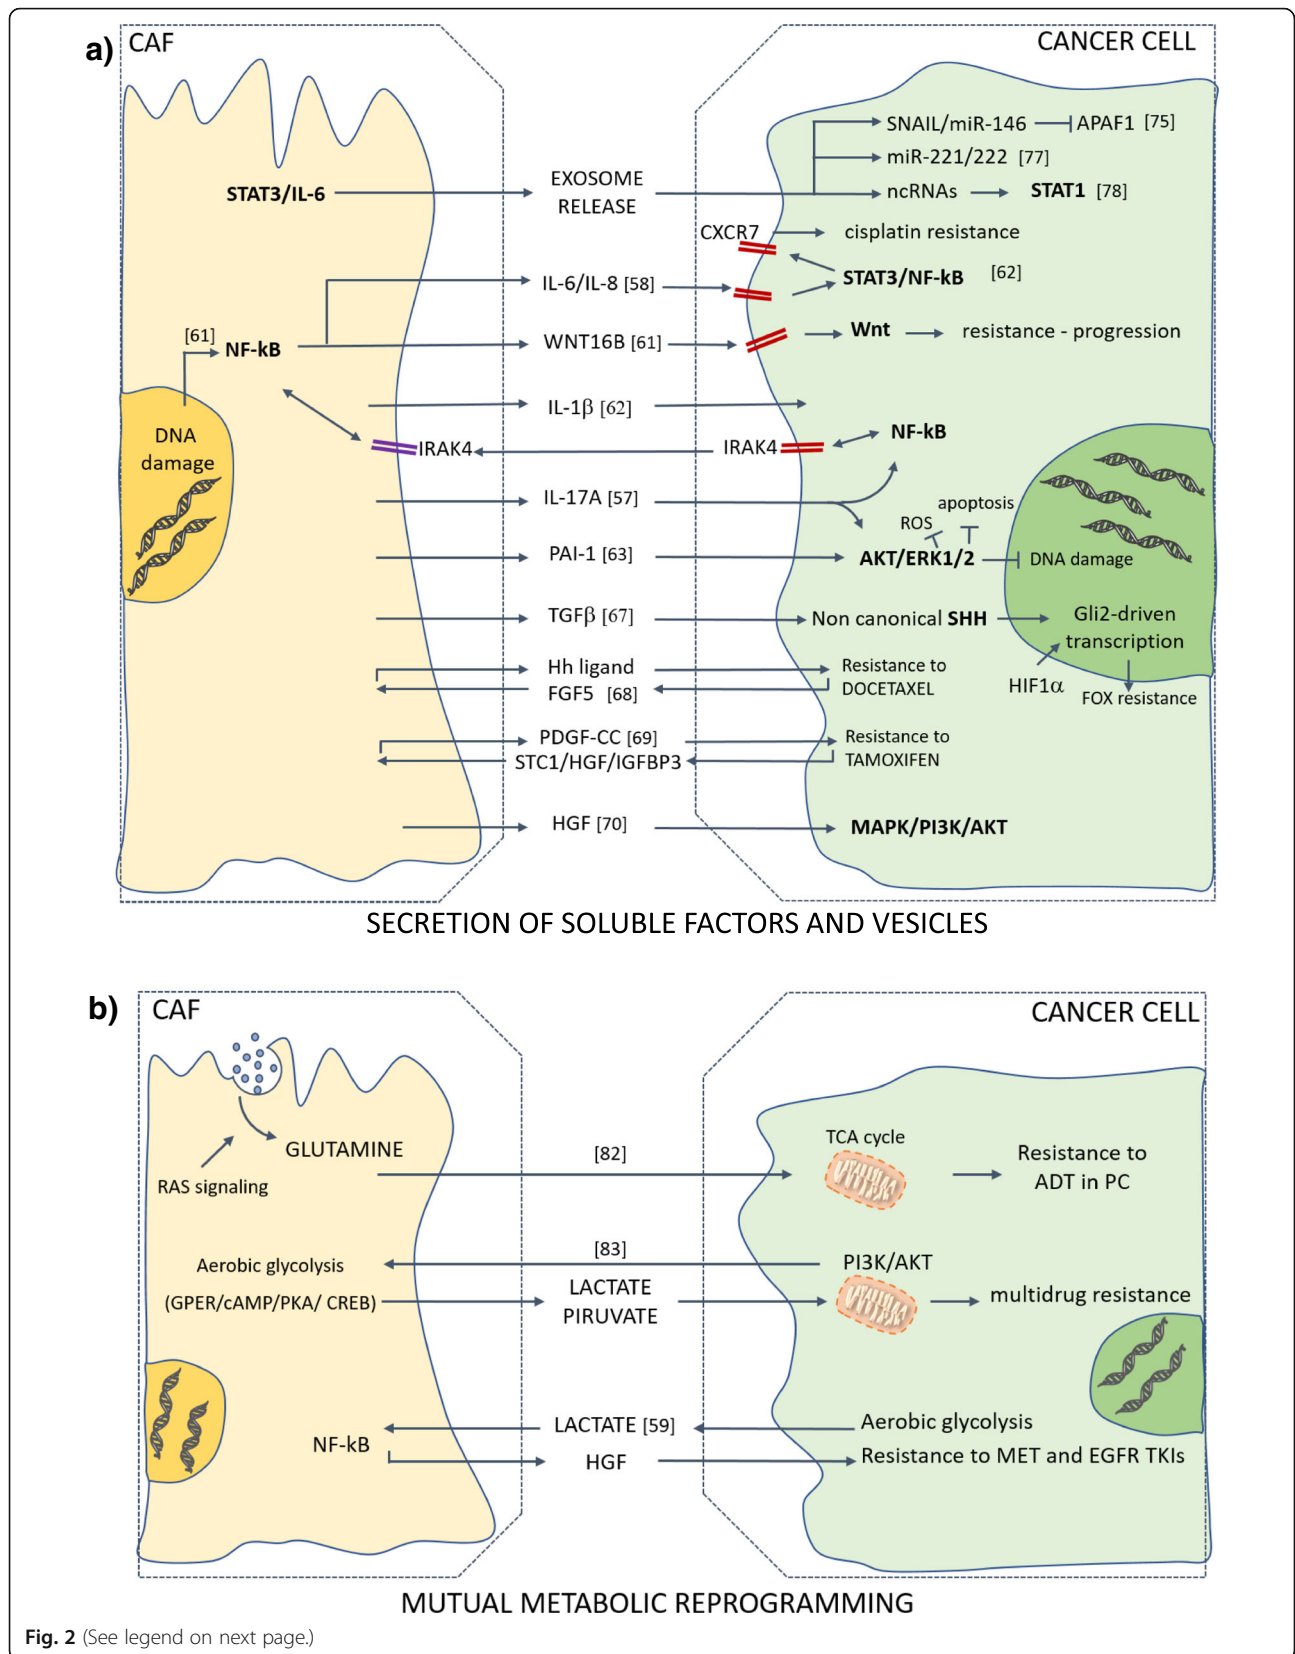 a)
CAF
CANCER CELL
SNAIL/miR-146
APAF1 [75]
miR-221/222 [77]
STAT3/IL-6
EXOSOME
RELEASE
ncRNAs
STAT1 [78]
CXCR7
cisplatin resistance
IL-6/IL-8 [58]
STAT3/NF-kB
[62]
[61]
NF-kB
WNT16B [61]
Wnt
resistance - progression
IL-1β [62]
DNA
damage
IRAK4
IRAK4
NF-kB
IL-17A [57]
apoptosis
ROS
PAI-1 [63]
AKT/ERK1/2
DNA damage
TGFβ [67]
Non canonical SHH
Gli2-driven
transcription
Hh ligand
FGF5 [68]
Resistance to
DOCETAXEL
HIF1α
FOX resistance
PDGF-CC [69]
STC1/HGF/IGFBP3
Resistance to
TAMOXIFEN
HGF [70]
MAPK/PI3K/AKT
SECRETION OF SOLUBLE FACTORS AND VESICLES
b)
CAF
CANCER CELL
GLUTAMINE
RAS signaling
[82]
TCA cycle
Resistance to
ADT in PC
[83]
Aerobic glycolysis
(GPER/cAMP/PKA/ CREB)
LACTATE
PIRUVATE
PI3K/AKT
multidrug resistance
NF-kB
LACTATE [59]
HGF
Aerobic glycolysis
Resistance to MET and EGFR TKIs
MUTUAL METABOLIC REPROGRAMMING
Fig. 2 (See legend on next page.)